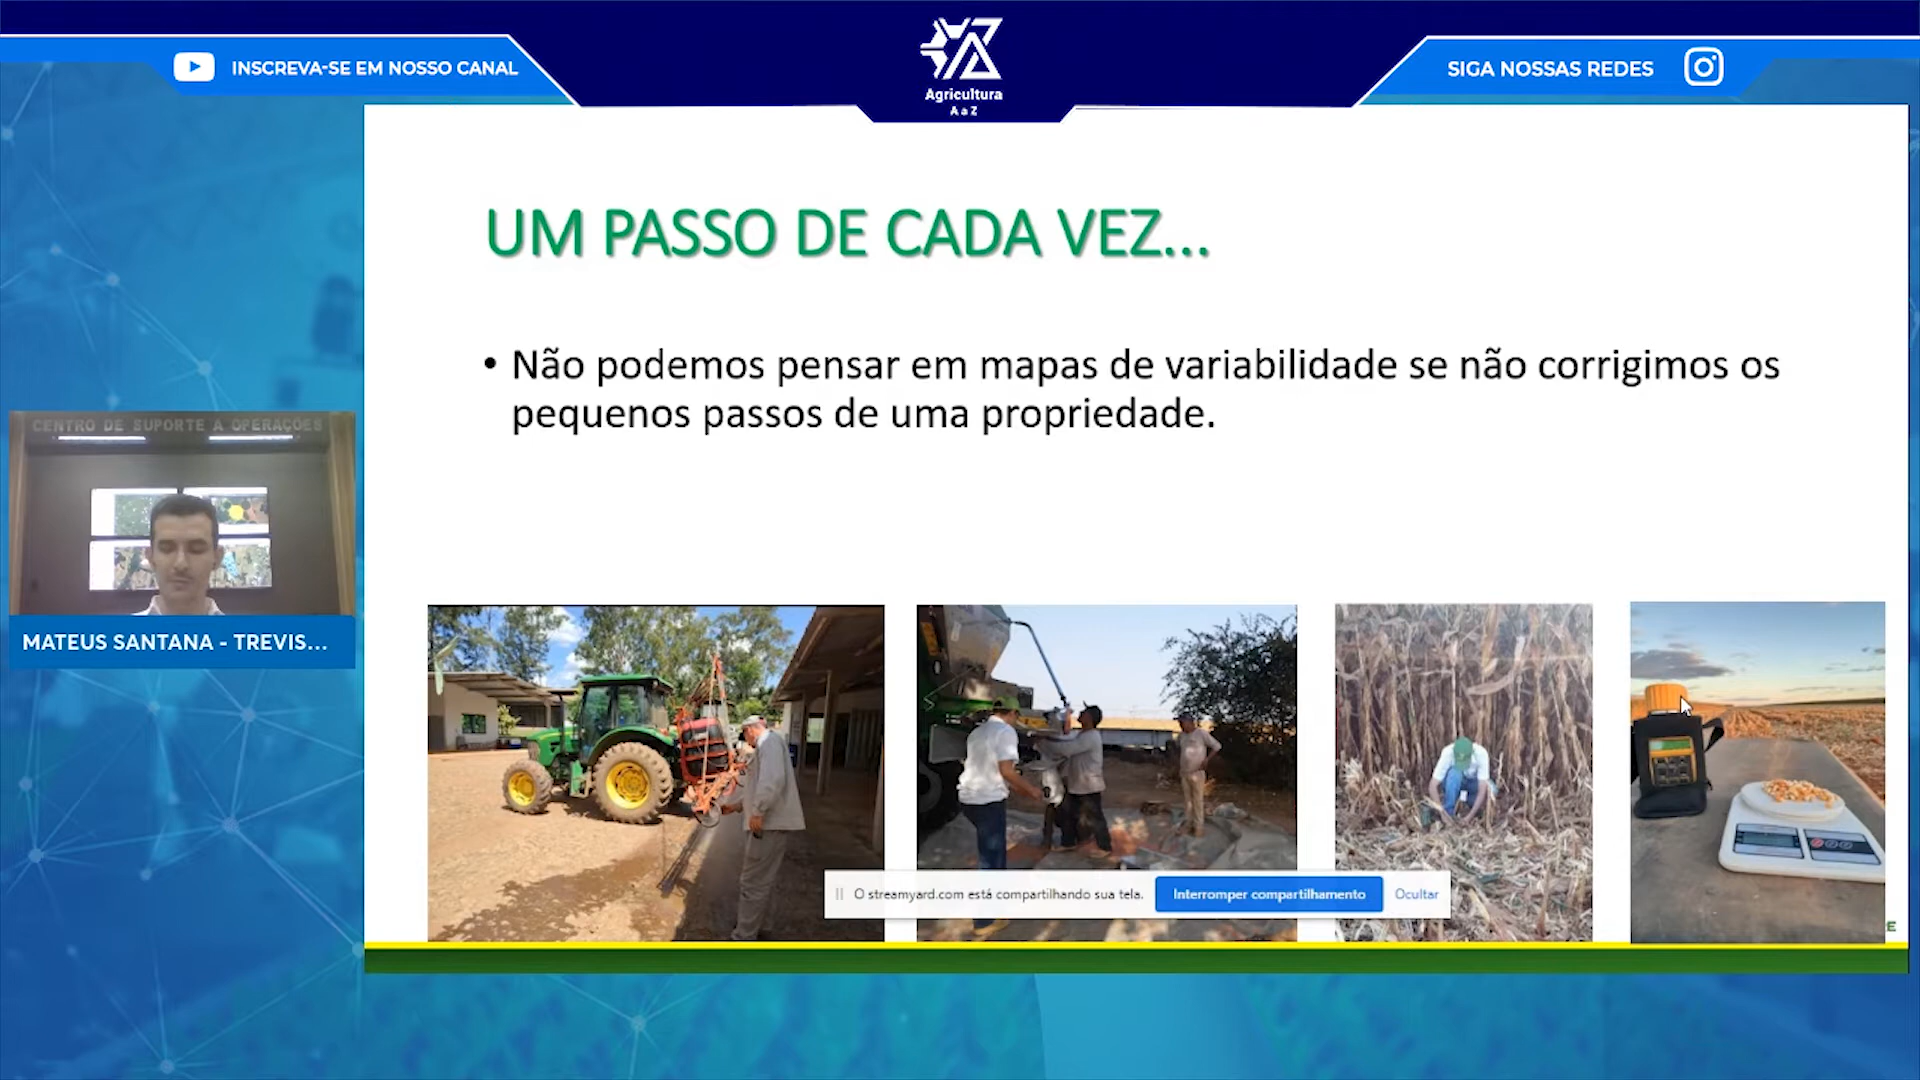 INSCREVA-SE EM NOSSO CANAL
Agricultura
A a Z
SIGA NOSSAS REDES
UM PASSO DE CADA VEZ...
• Não podemos pensar em mapas de variabilidade se não corrigimos os
pequenos passos de uma propriedade.
CENTRO DE SUPORTE A OPERAÇÕES
MATEUS SANTANA - TREVIS...
O streamyard.com está compartilhando sua tela.
Interromper compartilhamento
Ocultar
E